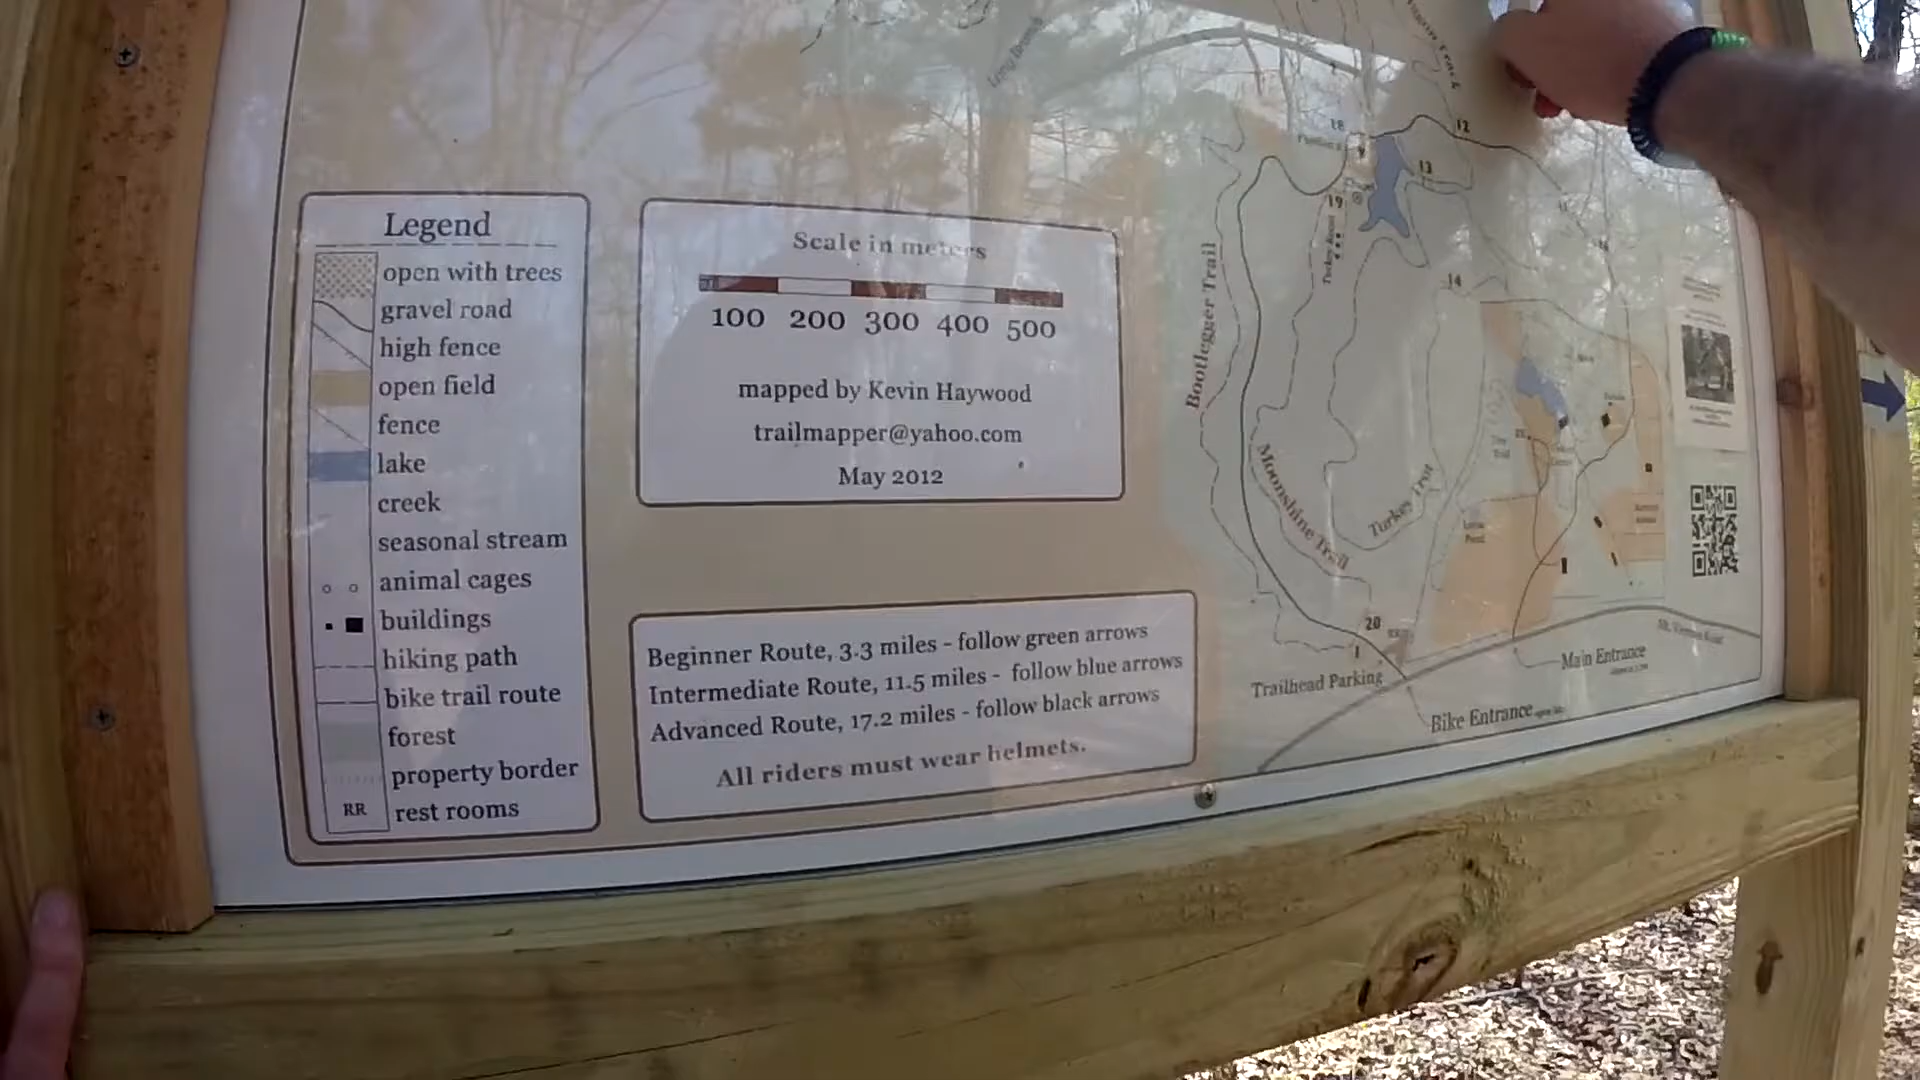 Legend
open with trees
gravel road
high fence
open field
fence
lake
creek
seasonal stream
animal cages
buildings
hiking path
bike trail route
forest
property border
RR rest rooms
Scale in meters
100 200 300 400 500
mapped by Kevin Haywood
trailmapper@yahoo.com
May 2012
Beginner Route, 3.3 miles - follow green arrows
Intermediate Route, 11.5 miles - follow blue arrows
Advanced Route, 17.2 miles - follow black arrows
All riders must wear helmets.
12
18
13
19
14
Bootlegger Trail
Moonshine Trail
Turkey Trot
20
1
Trailhead Parking
Main Entrance
Bike Entrance